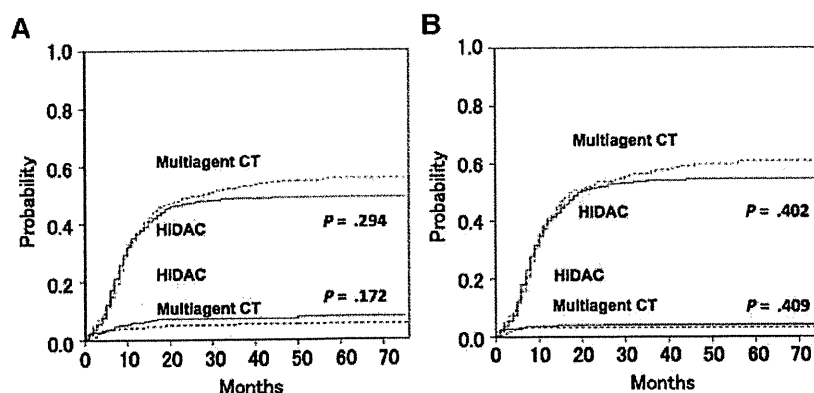 A
1.0
0.8
0.6
0.4
0.2
0.0
Probability
Multiagent CT
HiDAC
P = .294
HiDAC
P = .172
Multiagent CT
0 10 20 30 40 50 60 70
Months
B
1.0
0.8
0.6
0.4
0.2
0.0
Probability
Multiagent CT
HiDAC
P = .402
HiDAC
Multiagent CT
P = .409
0 10 20 30 40 50 60 70
Months